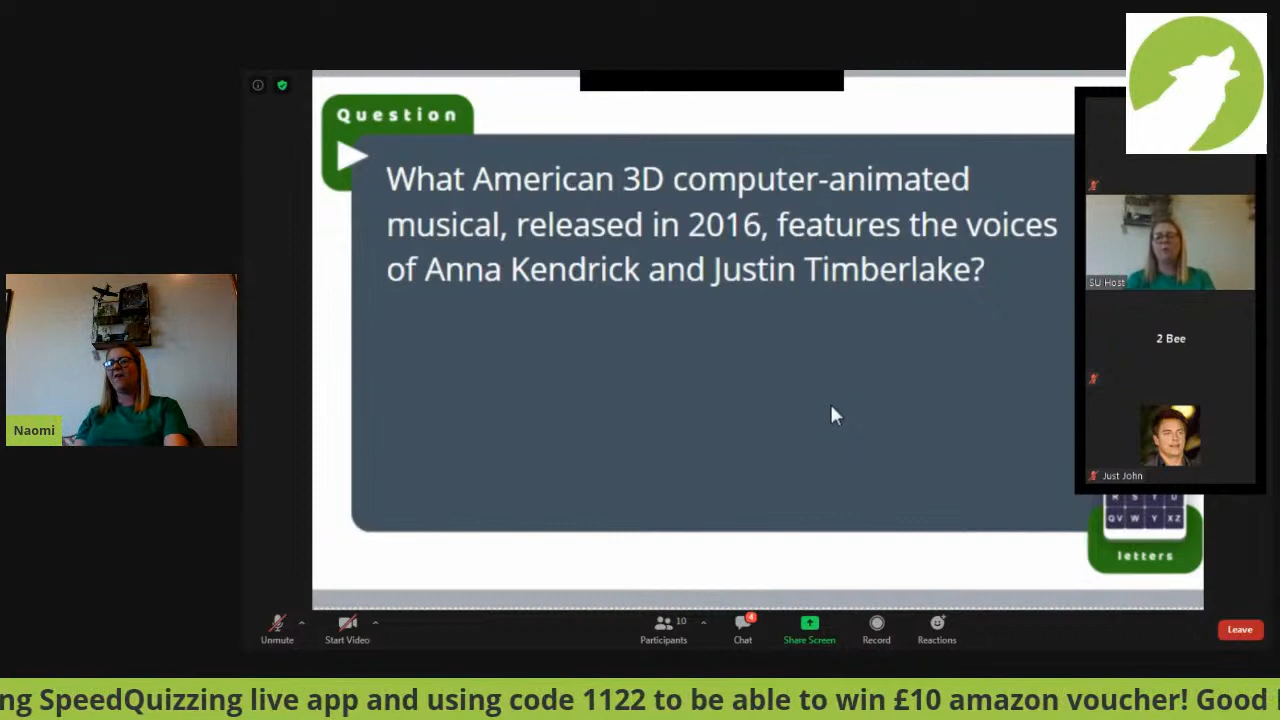 Question
What American 3D computer-animated
musical, released in 2016, features the voices
of Anna Kendrick and Justin Timberlake?
SU Host
2 Bee
Just John
Naomi
R S T U
QV W Y XZ
letters
Unmute
Start Video
10
Participants
4
Chat
Share Screen
Record
Reactions
Leave
ng SpeedQuizzing live app and using code 1122 to be able to win £10 amazon voucher! Good